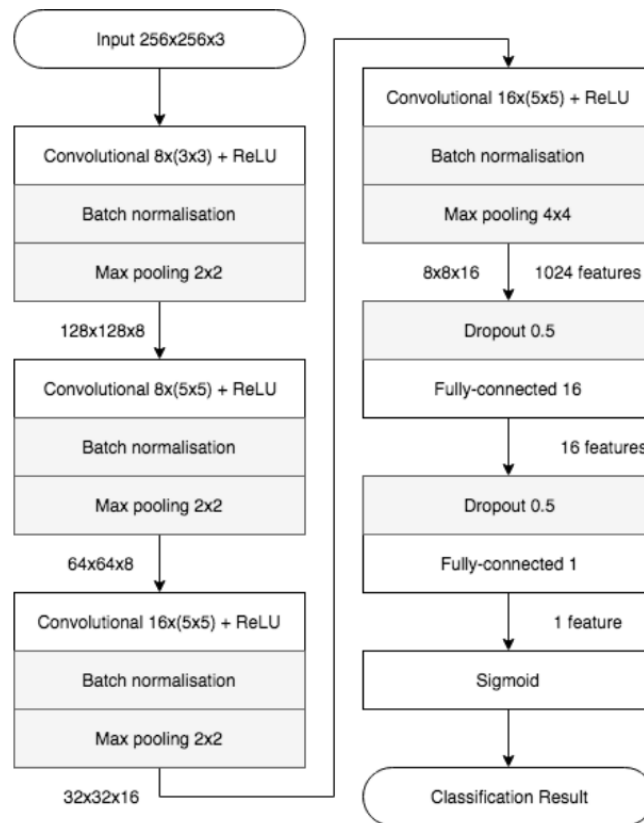 Input 256x256x3
Convolutional 8x(3x3) + ReLU
Batch normalisation
Max pooling 2x2
128x128x8
Convolutional 8x(5x5) + ReLU
Batch normalisation
Max pooling 2x2
64x64x8
Convolutional 16x(5x5) + ReLU
Batch normalisation
Max pooling 2x2
32x32x16
Convolutional 16x(5x5) + ReLU
Batch normalisation
Max pooling 4x4
8x8x16 1024 features
Dropout 0.5
Fully-connected 16
16 features
Dropout 0.5
Fully-connected 1
1 feature
Sigmoid
Classification Result